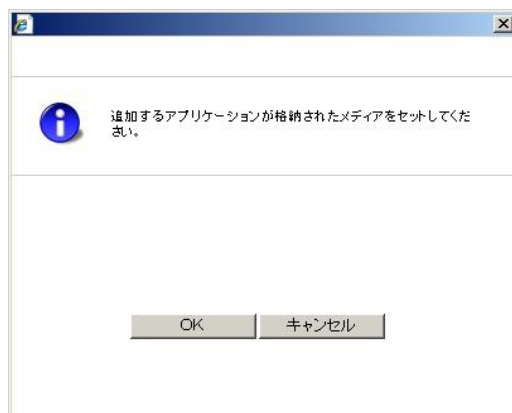 追加するアプリケーションが格納されたメディアをセットしてくだ
さい。
OK
キャンセル